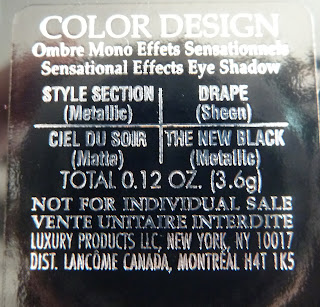 COLOR DESIGN
Ombre Mono Effets Sensationnels
Sensational Effects Eye Shadow
STYLE SECTION DRAPE
(Metallic) (Sheen)
CIEL DU SOIR THE NEW BLACK
(Matte) (Metallic)
TOTAL 0.12 OZ. (3.6g)
NOT FOR INDIVIDUAL SALE
VENTE UNITAIRE INTERDITE
LUXURY PRODUCTS LLC, NEW YORK, NY 10017
DIST. LANCÔME CANADA, MONTRÉAL H4T 1K5